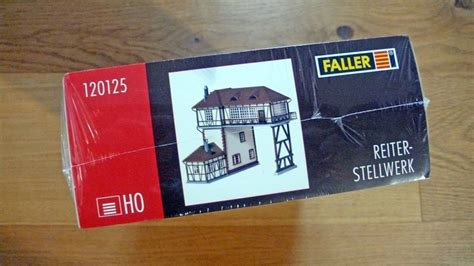 120125
FALLER
HO
REITER-
STELLWERK